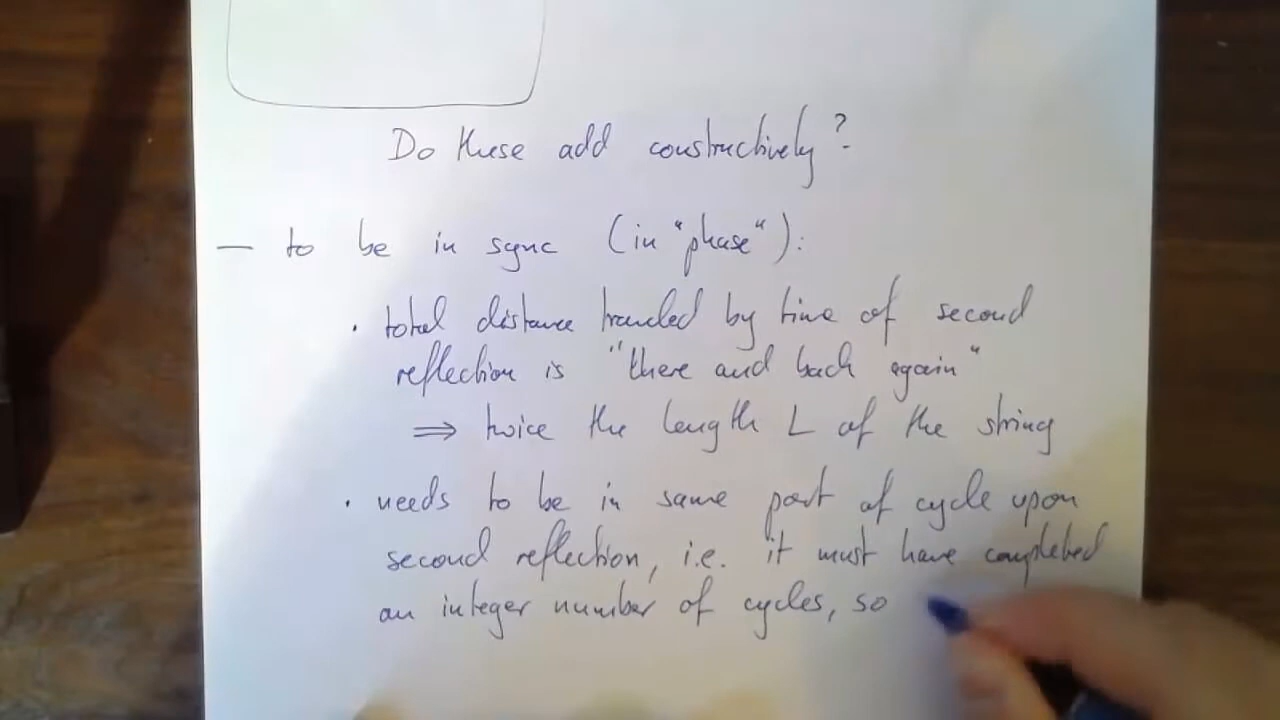 Do these add constructively?
— to be in sync (in "phase"):
• total distance traveled by time of second
reflection is "there and back again"
⇒ twice the length L of the string
• needs to be in same part of cycle upon
second reflection, i.e. it must have completed
an integer number of cycles, so